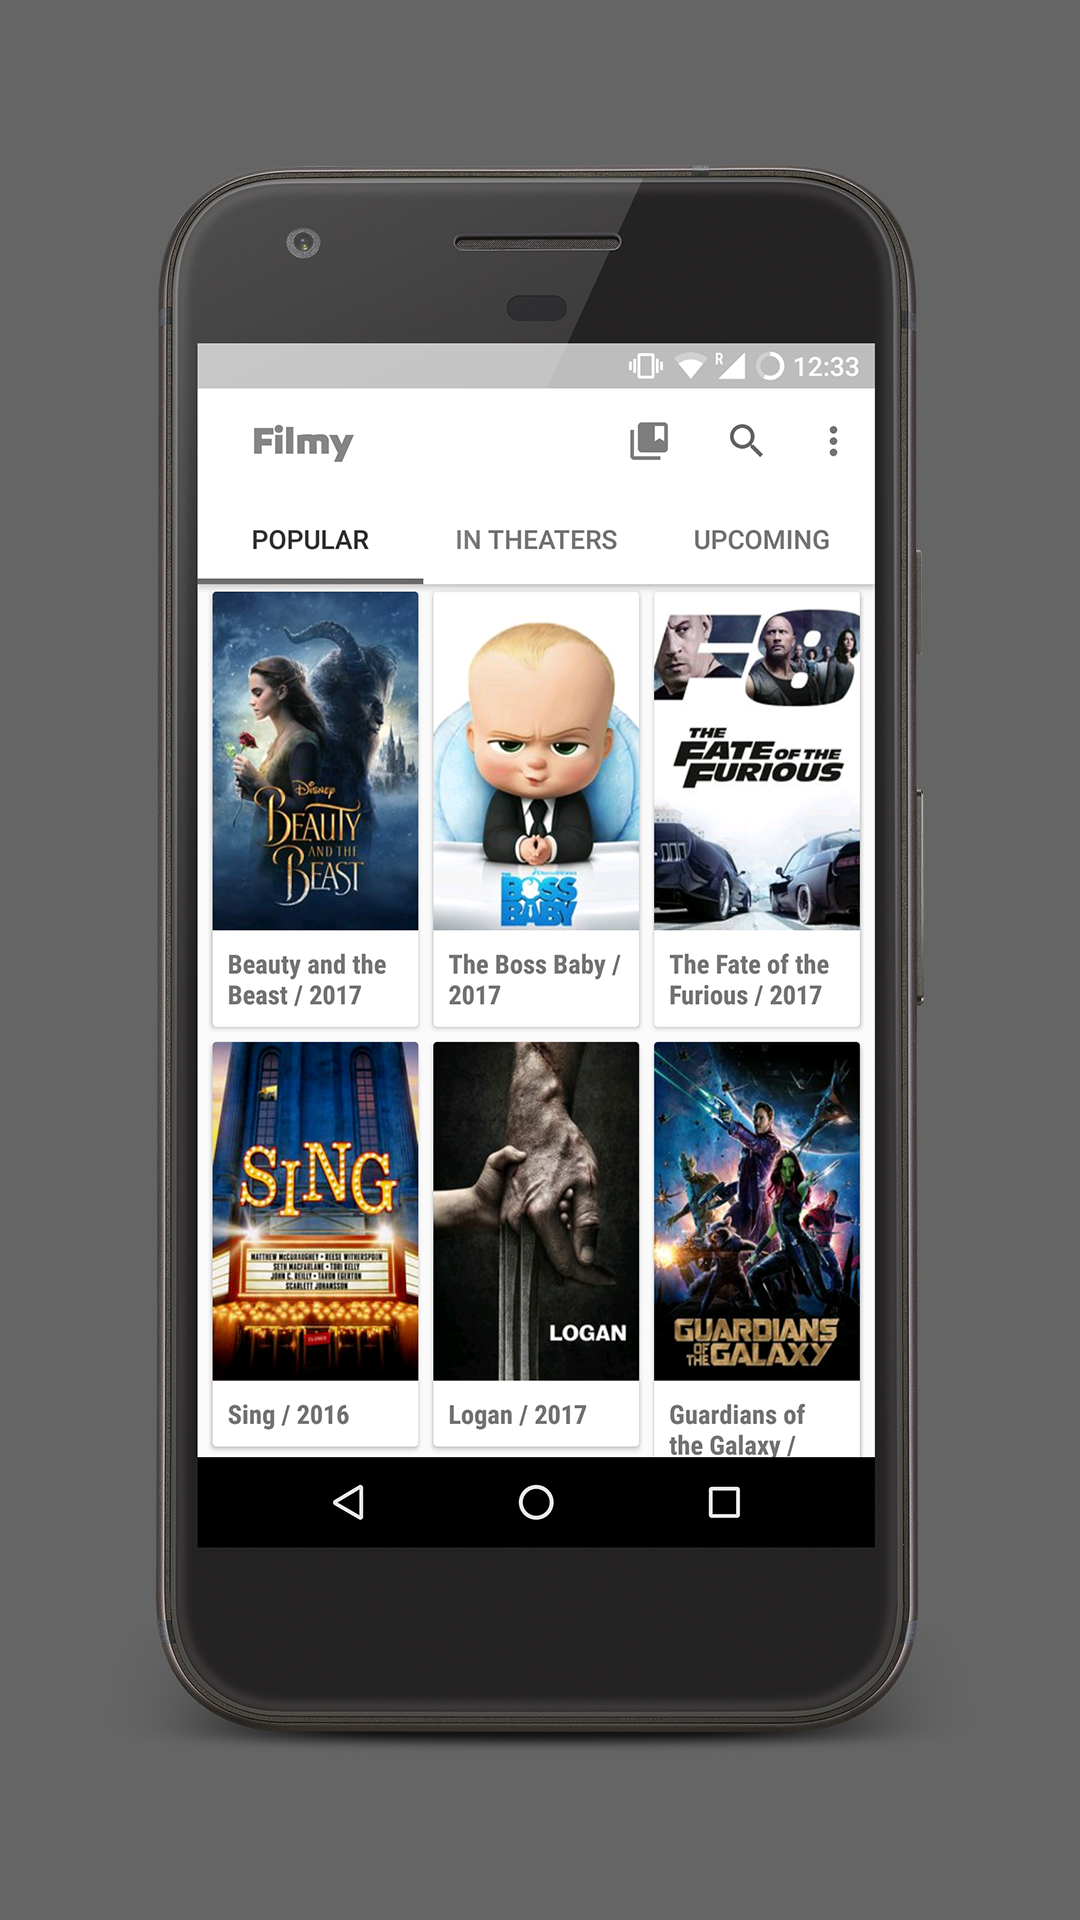 R 12:33
Filmy
POPULAR IN THEATERS UPCOMING
DISNEY
BEAUTY
AND THE
BEAST
THE
BOSS
BABY
F8
THE
FATE OF THE
FURIOUS
Beauty and the
Beast / 2017
The Boss Baby /
2017
The Fate of the
Furious / 2017
SING
MATTHEW McCONAUGHEY • REESE WITHERSPOON
SETH MACFARLANE • TORI KELLY
JOHN C. REILLY • TARON EGERTON
SCARLETT JOHANSSON
CLOSED
LOGAN
GUARDIANS
OF THE GALAXY
Sing / 2016
Logan / 2017
Guardians of
the Galaxy /